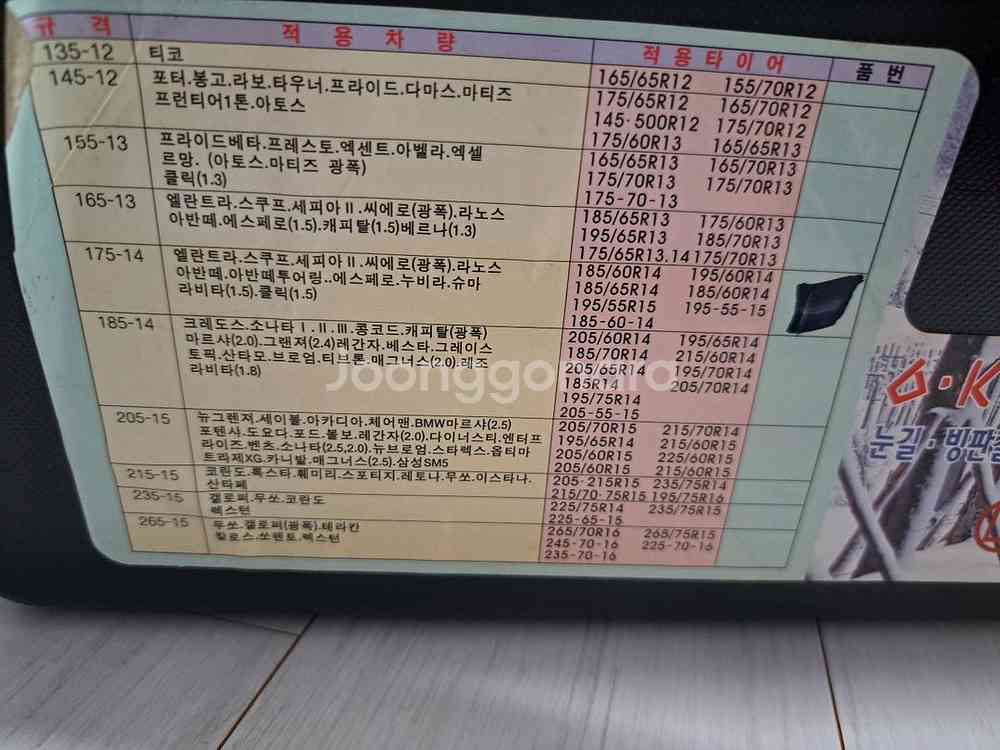 규 격 적 용 차 량 적 용 타 이 어 품 번
135-12 티코
145-12 포터.봉고.라보.타우너.프라이드.다마스.마티즈
프런티어1톤.아토스
165/65R12 155/70R12
175/65R12 165/70R12
145·500R12 175/70R12
155-13 프라이드베타.프레스토.엑센트.아벨라.엑셀
르망. (아토스.마티즈 광폭)
클릭(1.3)
175/60R13 165/65R13
165/65R13 165/70R13
175/70R13 175/70R13
175-70-13
165-13 엘란트라.스쿠프.세피아Ⅱ.씨에로(광폭).라노스
아반떼.에스페로(1.5).캐피탈(1.5)베르나(1.3)
185/65R13 175/60R13
195/65R13 185/70R13
175/65R13.14 175/70R13
175-14 엘란트라.스쿠프.세피아Ⅱ.씨에로(광폭).라노스
아반떼.아반떼투어링..에스페로.누비라.슈마
라비타(1.5).클릭(1.5)
185/60R14 195/60R14
185/65R14 185/60R14
195/55R15 195-55-15
185-60-14
185-14 크레도스.소나타Ⅰ.Ⅱ.Ⅲ.콩코드.캐피탈(광폭)
마르샤(2.0).그랜져(2.4)레간자.베스타.그레이스
토픽.산타모.브로엄.티브론.매그너스(2.0).레조
라비타(1.8)
205/60R14 195/65R14
185/70R14 215/60R14
205/65R14 195/70R14
185R14 205/70R14
195/75R14
205-55-15
205-15 뉴그렌져.세이블.아카디아.체어맨.BMW마르샤(2.5)
포텐샤.도요다.포드.볼보.레간자(2.0).다이너스티.엔터프
라이즈.벤츠.소나타(2.5,2.0).뉴브로엄.스타렉스.옵티마
트라제XG.카니발.매그너스(2.5).삼성SM5
205/70R15 215/70R14
195/65R14 215/60R15
205/60R15 225/60R15
205/60R15 215/60R15
215-15 코란도.록스타.훼미리.스포티지.레토나.무쏘.이스타나.
산타페
205·215R15 235/75R14
215/70·75R15 195/75R16
235-15 겔로퍼.무쏘.코란도
렉스턴
225/75R14 235/75R15
225-65-15
265-15 무쏘.겔로퍼(광폭).테라칸
카로스.쏘렌토.렉스턴
265/70R16 265/75R15
245-70-16 225-70-16
235-70-16
눈길·빙판길
Joonggonara